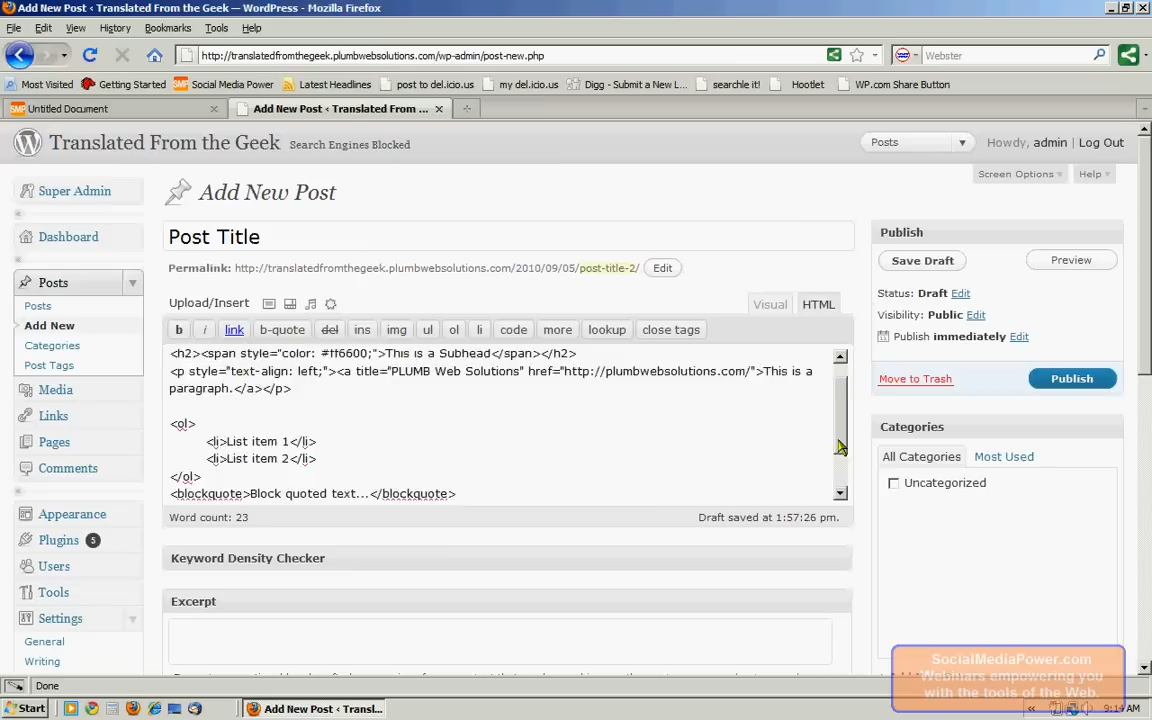 Add New Post ‹ Translated From the Geek — WordPress - Mozilla Firefox
File Edit View History Bookmarks Tools Help
http://translatedfromthegeek.plumbwebsolutions.com/wp-admin/post-new.php
Webster
Most Visited Getting Started Social Media Power Latest Headlines post to del.icio.us my del.icio.us Digg - Submit a New L... searchle it! Hootlet WP.com Share Button
SMP Untitled Document
Add New Post ‹ Translated From ...
Translated From the Geek Search Engines Blocked
Posts
Howdy, admin | Log Out
Super Admin
Add New Post
Screen Options Help
Dashboard
Post Title
Publish
Permalink: http://translatedfromthegeek.plumbwebsolutions.com/2010/09/05/post-title-2/ Edit
Save Draft Preview
Posts
Posts
Add New
Categories
Post Tags
Media
Links
Pages
Comments
Appearance
Plugins 5
Users
Tools
Settings
General
Writing
Upload/Insert
Visual HTML
b i link b-quote del ins img ul ol li code more lookup close tags
<h2><span style="color: #ff6600;">This is a Subhead</span></h2>
<p style="text-align: left;"><a title="PLUMB Web Solutions" href="http://plumbwebsolutions.com/">This is a
paragraph.</a></p>
<ol>
<li>List item 1</li>
<li>List item 2</li>
</ol>
<blockquote>Block quoted text...</blockquote>
Word count: 23 Draft saved at 1:57:26 pm.
Keyword Density Checker
Excerpt
Status: Draft Edit
Visibility: Public Edit
Publish immediately Edit
Move to Trash Publish
Categories
All Categories Most Used
Uncategorized
SocialMediaPower.com
Webinars empowering you
with the tools of the Web.
Done
Start
Add New Post ‹ Transl...
9:14 AM